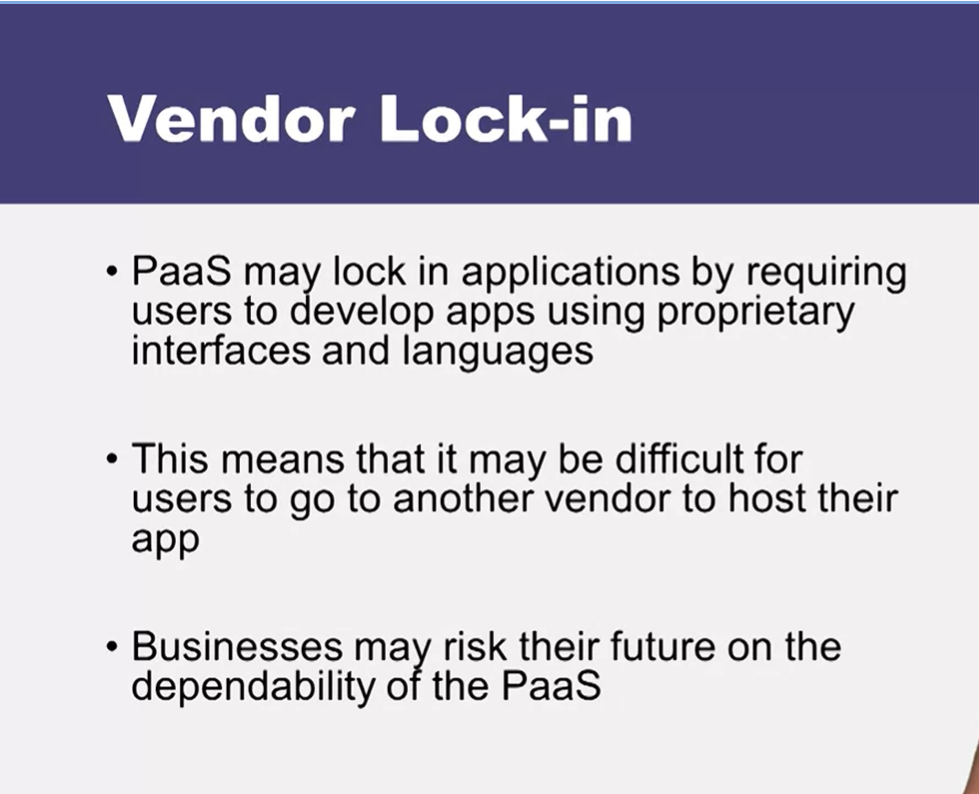 Vendor Lock-in
• PaaS may lock in applications by requiring
users to develop apps using proprietary
interfaces and languages
• This means that it may be difficult for
users to go to another vendor to host their
app
• Businesses may risk their future on the
dependability of the PaaS